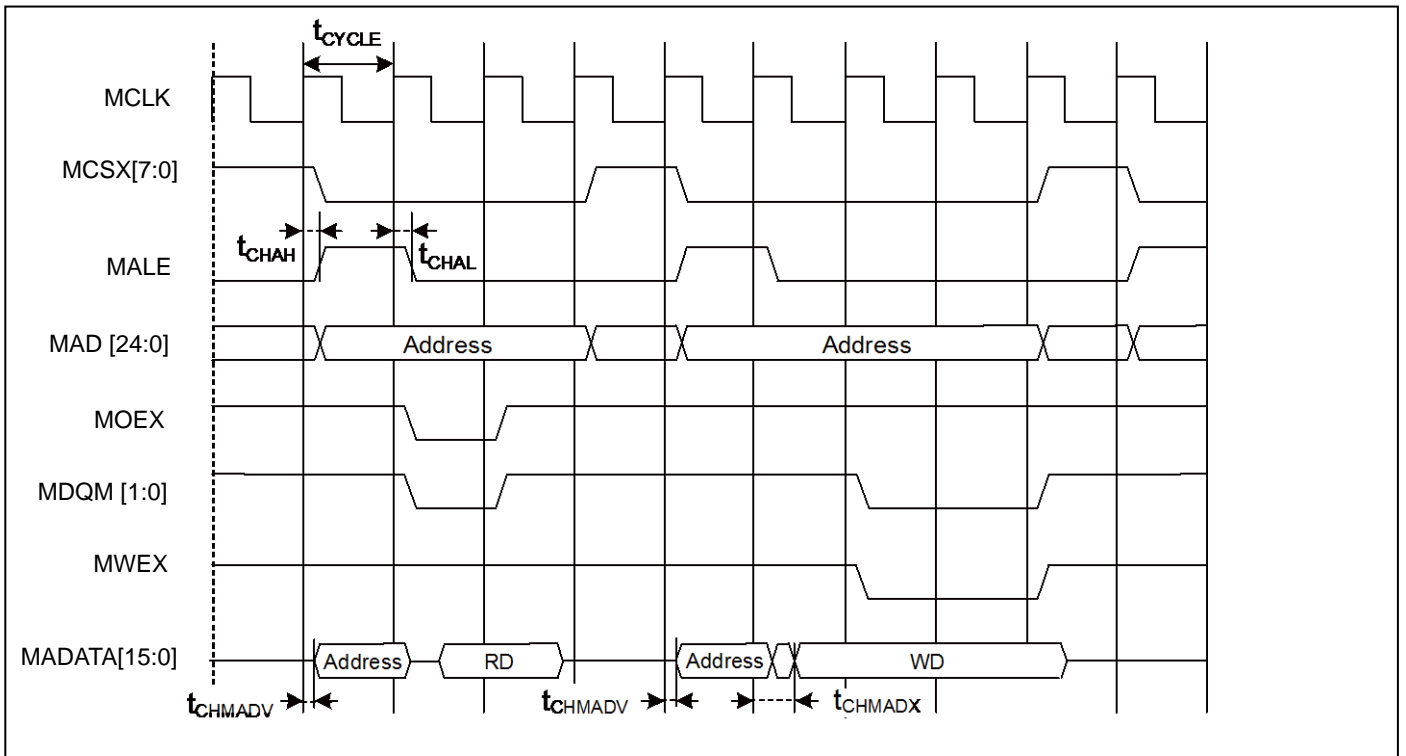 tCYCLE
MCLK
MCSX[7:0]
tCHAH
tCHAL
MALE
MAD [24:0]
Address
Address
MOEX
MDQM [1:0]
MWEX
MADATA[15:0]
Address
RD
Address
WD
tCHMADV
tCHMADV
tCHMADX